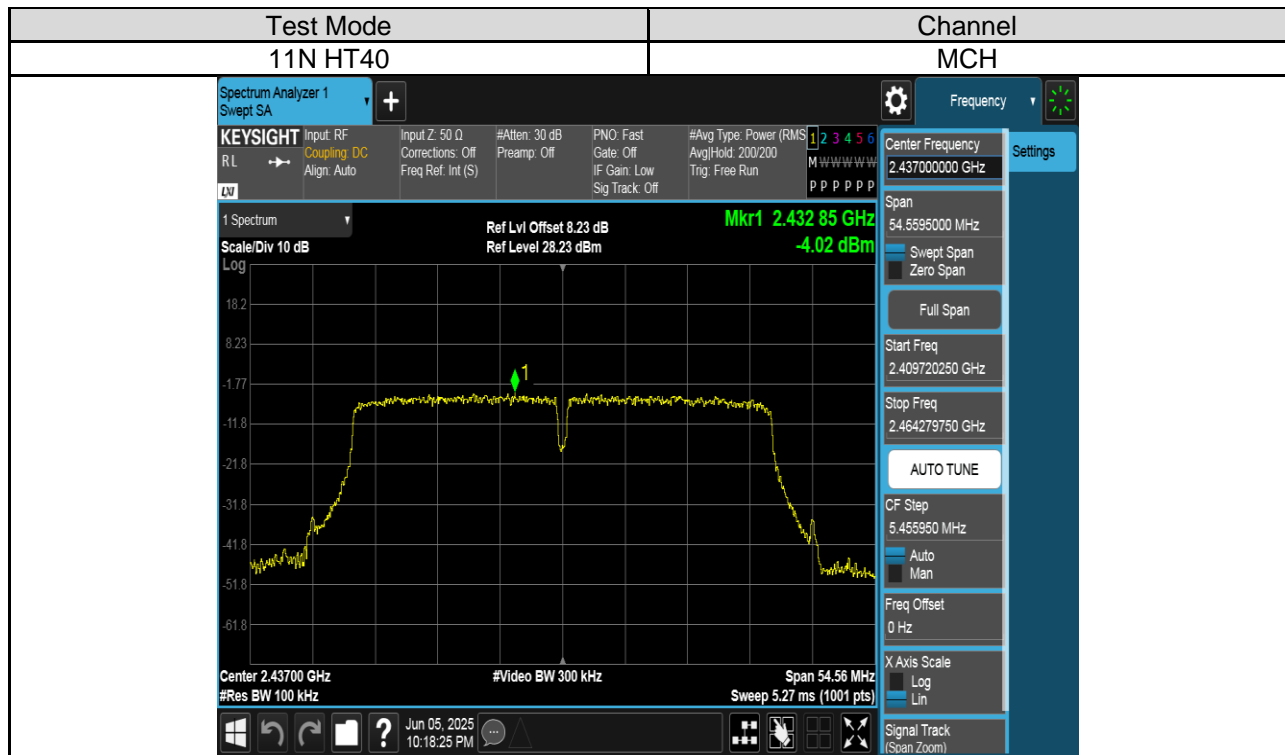 Test Mode Channel
11N HT40 MCH
Spectrum Analyzer 1
Swept SA
+
Frequency
KEYSIGHT Input: RF Input Z: 50 Ω #Atten: 30 dB PNO: Fast #Avg Type: Power (RMS 1 2 3 4 5 6
RL Coupling: DC Corrections: Off Preamp: Off Gate: Off Avg|Hold: 200/200 M W W W W W
Align: Auto Freq Ref: Int (S) IF Gain: Low Trig: Free Run
LXI Sig Track: Off P P P P P P
1 Spectrum
Ref Lvl Offset 8.23 dB Mkr1 2.432 85 GHz
Scale/Div 10 dB Ref Level 28.23 dBm -4.02 dBm
Log
18.2
8.23
1
-1.77
-11.8
-21.8
-31.8
-41.8
-51.8
-61.8
Center 2.43700 GHz #Video BW 300 kHz Span 54.56 MHz
#Res BW 100 kHz Sweep 5.27 ms (1001 pts)
Center Frequency
2.437000000 GHz
Settings
Span
54.5595000 MHz
Swept Span
Zero Span
Full Span
Start Freq
2.409720250 GHz
Stop Freq
2.464279750 GHz
AUTO TUNE
CF Step
5.455950 MHz
Auto
Man
Freq Offset
0 Hz
X Axis Scale
Log
Lin
Signal Track
(Span Zoom)
? Jun 05, 2025
10:18:25 PM